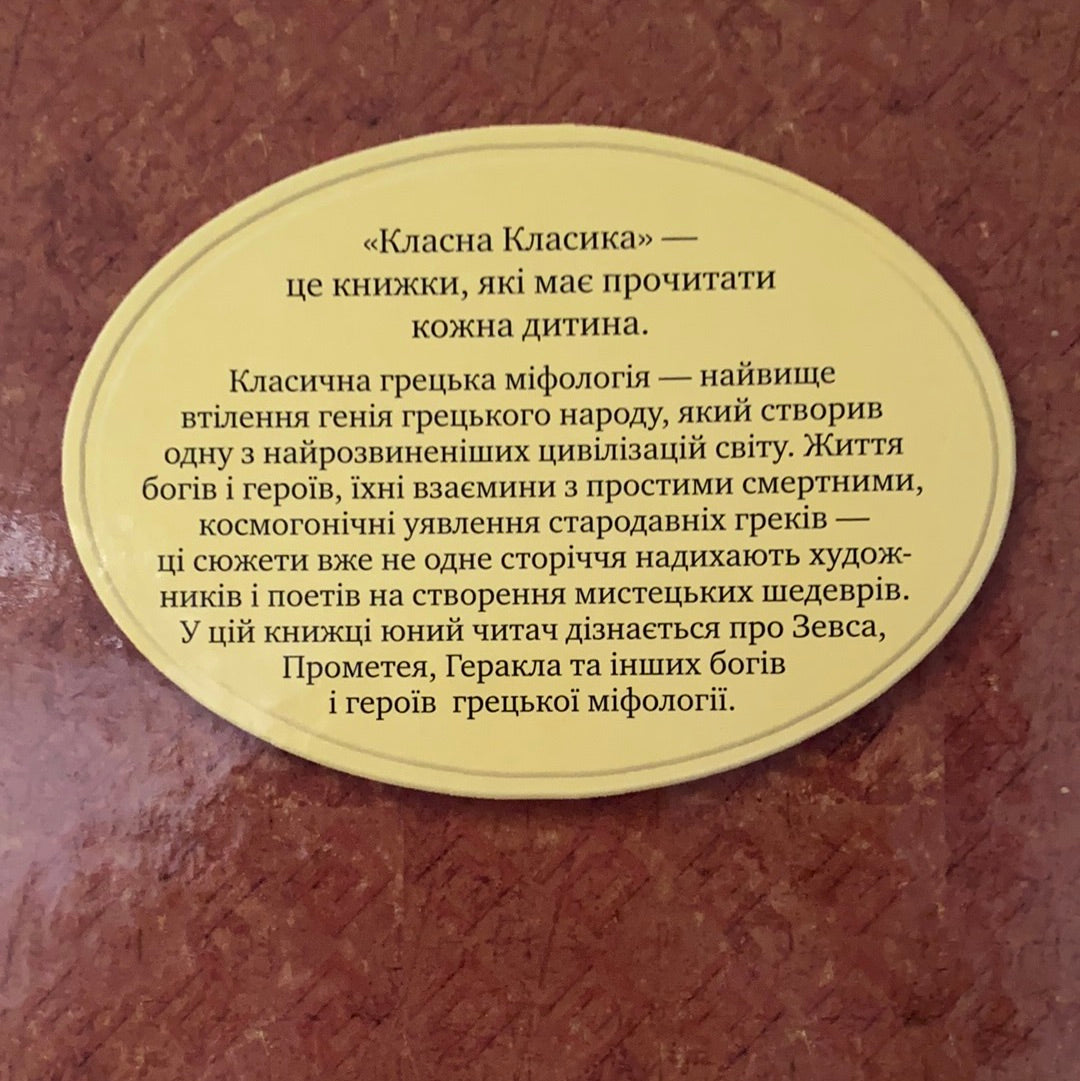 «Класна Класика» —
це книжки, які має прочитати
кожна дитина.
Класична грецька міфологія — найвище
втілення генія грецького народу, який створив
одну з найрозвиненіших цивілізацій світу. Життя
богів і героїв, їхні взаємини з простими смертними,
космогонічні уявлення стародавніх греків —
ці сюжети вже не одне сторіччя надихають худож-
ників і поетів на створення мистецьких шедеврів.
У цій книжці юний читач дізнається про Зевса,
Прометея, Геракла та інших богів
і героїв  грецької міфології.